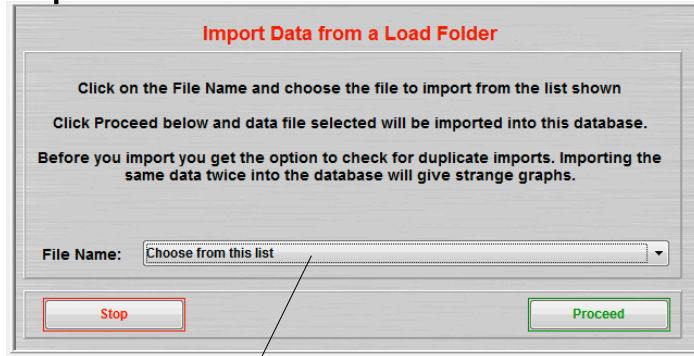 Import Data from a Load Folder
Click on the File Name and choose the file to import from the list shown
Click Proceed below and data file selected will be imported into this database.
Before you import you get the option to check for duplicate imports. Importing the
same data twice into the database will give strange graphs.
File Name: Choose from this list
Stop Proceed